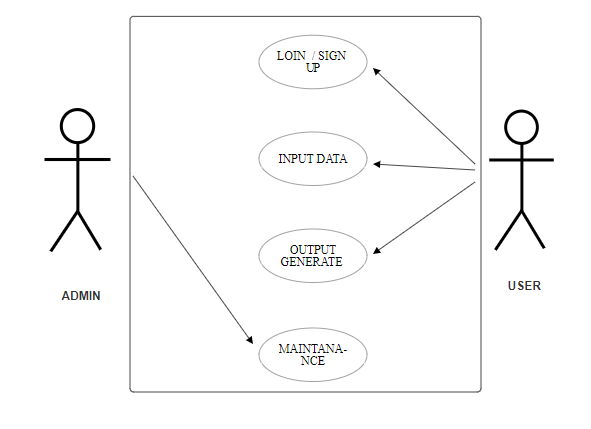 LOIN / SIGN
UP
INPUT DATA
OUTPUT
GENERATE
MAINTANA-
NCE
ADMIN
USER